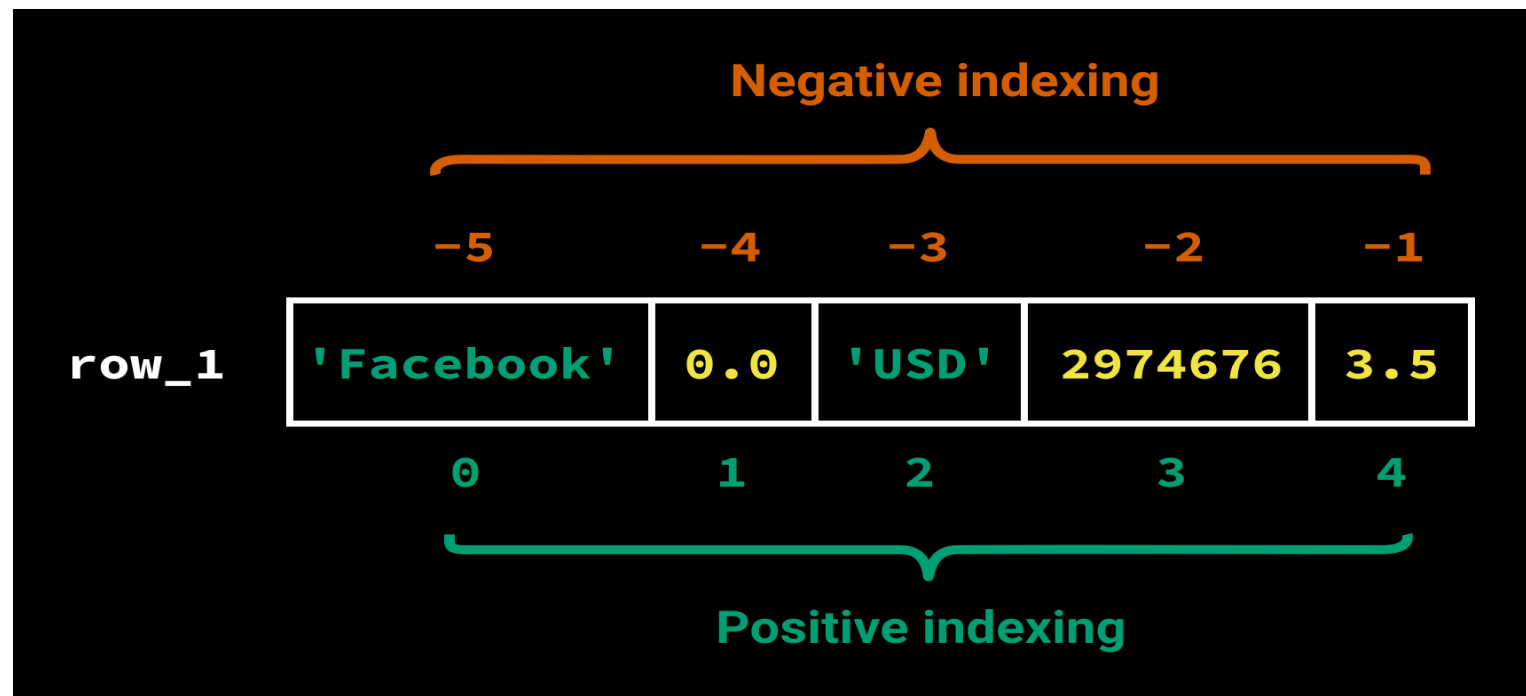 Negative indexing
−5 −4 −3 −2 −1
row_1 'Facebook' 0.0 'USD' 2974676 3.5
0 1 2 3 4
Positive indexing